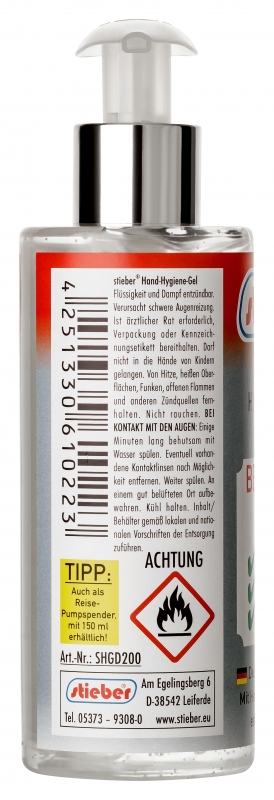 stieber® Hand-Hygiene-Gel
Flüssigkeit und Dampf entzündbar.
Verursacht schwere Augenreizung.
Ist ärztlicher Rat erforderlich,
Verpackung oder Kennzeich-
nungsetikett bereithalten. Darf
nicht in die Hände von Kindern
gelangen. Von Hitze, heißen Ober-
flächen, Funken, offenen Flammen
und anderen Zündquellen fern-
halten. Nicht rauchen. BEI
KONTAKT MIT DEN AUGEN: Einige
Minuten lang behutsam mit
Wasser spülen. Eventuell vorhan-
dene Kontaktlinsen nach Möglich-
keit entfernen. Weiter spülen. An
einem gut belüfteten Ort aufbe-
wahren. Kühl halten. Inhalt/
Behälter gemäß lokalen und natio-
nalen Vorschriften der Entsorgung
zuführen.
4251330610223
TIPP:
Auch als
Reise-
Pumpspender,
mit 150 ml
erhältlich!
ACHTUNG
Art.-Nr.: SHGD200
stieber
Tel. 05373 – 9308-0
Am Egelingsberg 6
D-38542 Leiferde
www.stieber.eu